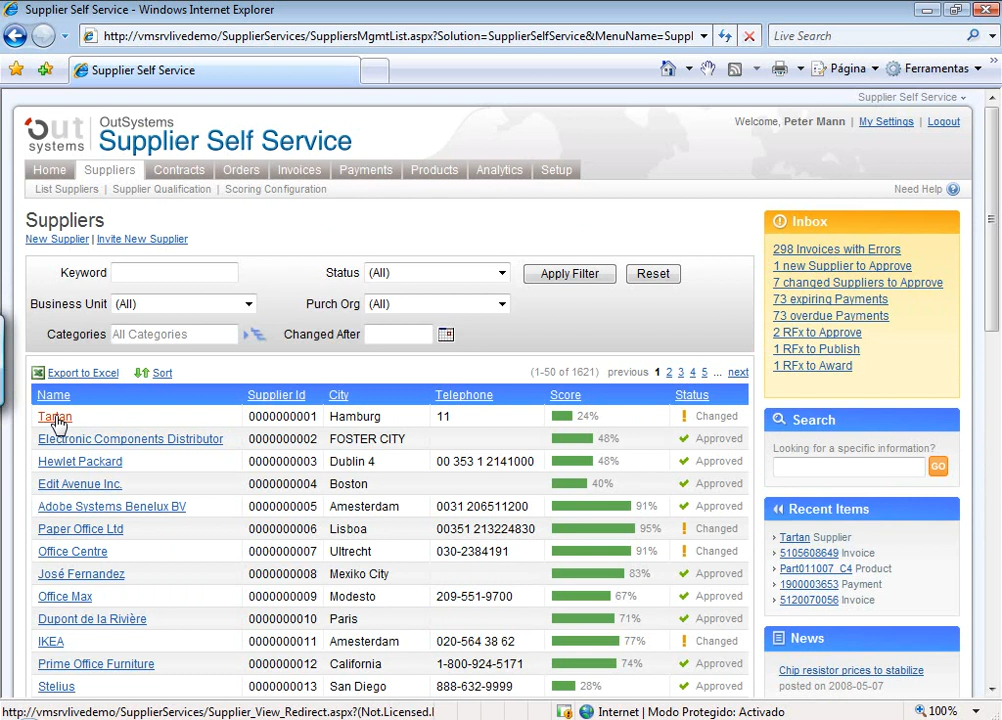 Supplier Self Service - Windows Internet Explorer
http://vmsrvlivedemo/SupplierServices/SuppliersMgmtList.aspx?Solution=SupplierSelfService&MenuName=Suppl
Live Search
Supplier Self Service
Página
Ferramentas
Supplier Self Service
Out systems
OutSystems
Supplier Self Service
Welcome, Peter Mann | My Settings | Logout
Home Suppliers Contracts Orders Invoices Payments Products Analytics Setup
List Suppliers | Supplier Qualification | Scoring Configuration Need Help
Suppliers
New Supplier | Invite New Supplier
Keyword Status (All) Apply Filter Reset
Business Unit (All) Purch Org (All)
Categories All Categories Changed After
Export to Excel Sort (1-50 of 1621) previous 1 2 3 4 5 ... next
Name Supplier Id City Telephone Score Status
Tartan 0000000001 Hamburg 11 24% Changed
Electronic Components Distributor 0000000002 FOSTER CITY 48% Approved
Hewlet Packard 0000000003 Dublin 4 00 353 1 2141000 48% Approved
Edit Avenue Inc. 0000000004 Boston 40% Approved
Adobe Systems Benelux BV 0000000005 Amsterdam 0031 206511200 91% Approved
Paper Office Ltd 0000000006 Lisboa 00351 213224830 95% Changed
Office Centre 0000000007 Ultrecht 030-2384191 91% Changed
José Fernandez 0000000008 Mexiko City 83% Approved
Office Max 0000000009 Modesto 209-551-9700 67% Approved
Dupont de la Rivière 0000000010 Paris 71% Approved
IKEA 0000000011 Amsterdam 020-564 38 62 77% Changed
Prime Office Furniture 0000000012 California 1-800-924-5171 74% Approved
Stelius 0000000013 San Diego 888-632-9999 28% Approved
Inbox
298 Invoices with Errors
1 new Supplier to Approve
7 changed Suppliers to Approve
73 expiring Payments
73 overdue Payments
2 RFx to Approve
1 RFx to Publish
1 RFx to Award
Search
Looking for a specific information?
GO
Recent Items
Tartan Supplier
5105608649 Invoice
Part011007_C4 Product
1900003653 Payment
5120070056 Invoice
News
Chip resistor prices to stabilize
posted on 2008-05-07
http://vmsrvlivedemo/SupplierServices/Supplier_View_Redirect.aspx?(Not.Licensed.I
Internet | Modo Protegido: Activado
100%